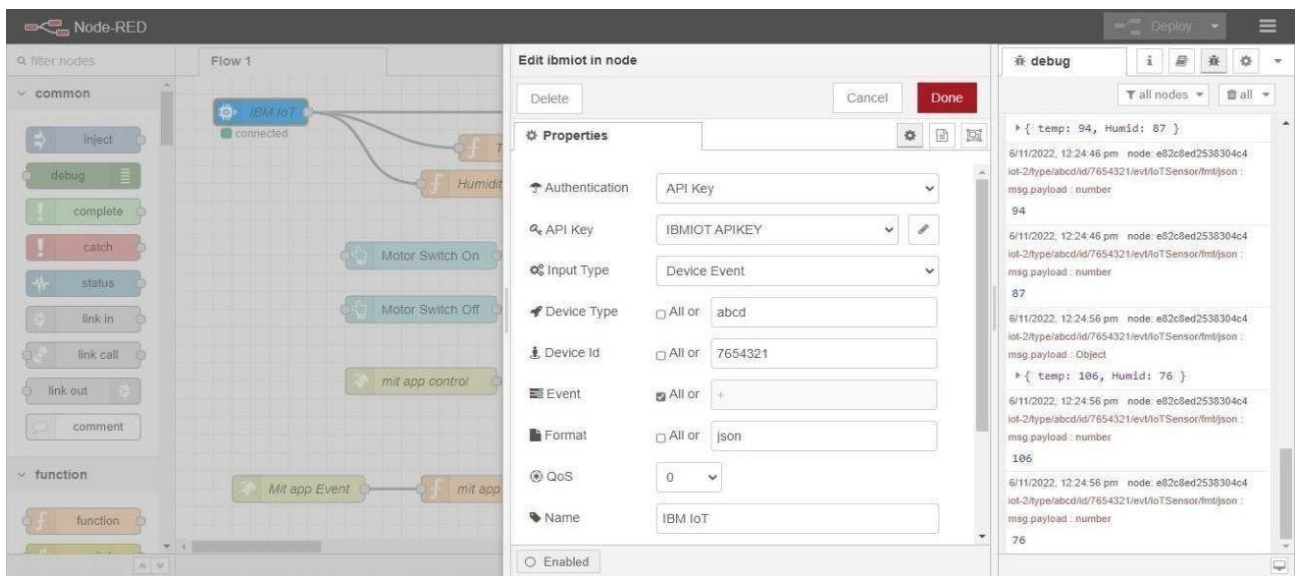 Node-RED
Deploy
filter nodes
common
inject
debug
complete
catch
status
link in
link call
link out
comment
function
function
Flow 1
IBM IoT
connected
Humidit
Motor Switch On
Motor Switch Off
mit app control
Mit app Event
mit app
Edit ibmiot in node
Delete
Cancel
Done
Properties
Authentication
API Key
API Key
IBMIOT APIKEY
Input Type
Device Event
Device Type
All or
abcd
Device Id
All or
7654321
Event
All or
+
Format
All or
json
QoS
0
Name
IBM IoT
Enabled
debug
i
all nodes
all
{ temp: 94, Humid: 87 }
6/11/2022, 12:24:46 pm node: e82c8ed2538304c4
iot-2/type/abcd/id/7654321/evt/IoTSensor/fmt/json :
msg.payload : number
94
6/11/2022, 12:24:46 pm node: e82c8ed2538304c4
iot-2/type/abcd/id/7654321/evt/IoTSensor/fmt/json :
msg.payload : number
87
6/11/2022, 12:24:56 pm node: e82c8ed2538304c4
iot-2/type/abcd/id/7654321/evt/IoTSensor/fmt/json :
msg.payload : Object
{ temp: 106, Humid: 76 }
6/11/2022, 12:24:56 pm node: e82c8ed2538304c4
iot-2/type/abcd/id/7654321/evt/IoTSensor/fmt/json :
msg.payload : number
106
6/11/2022, 12:24:56 pm node: e82c8ed2538304c4
iot-2/type/abcd/id/7654321/evt/IoTSensor/fmt/json :
msg.payload : number
76